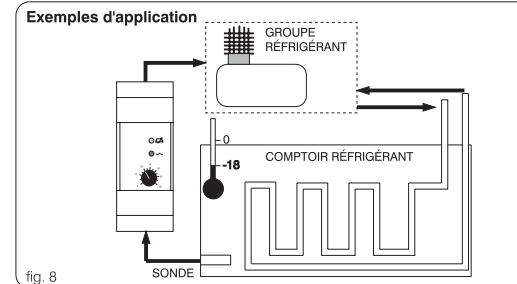 Exemples d'application
GROUPE
RÉFRIGÉRANT
0
-18
COMPTOIR RÉFRIGÉRANT
SONDE
fig. 8